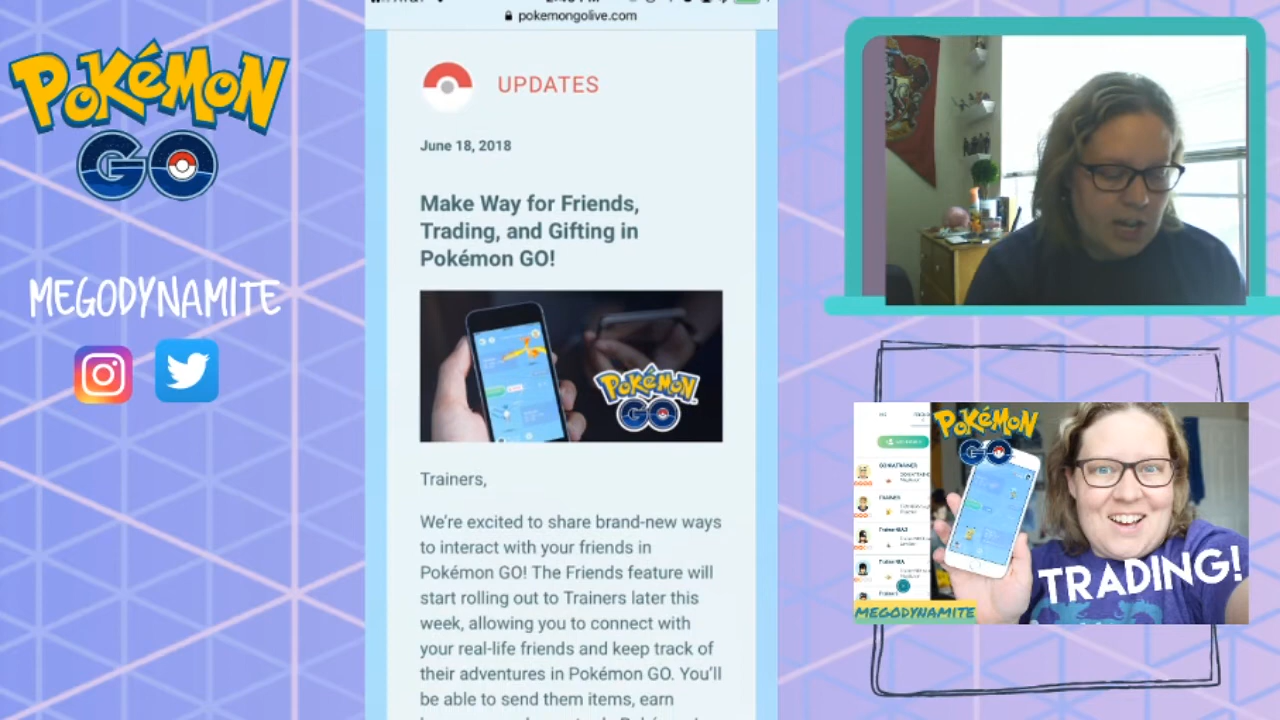 POKÉMON
GO
MEGODYNAMITE
pokemongolive.com
UPDATES
June 18, 2018
Make Way for Friends,
Trading, and Gifting in
Pokémon GO!
POKÉMON
GO
Trainers,
We're excited to share brand-new ways
to interact with your friends in
Pokémon GO! The Friends feature will
start rolling out to Trainers later this
week, allowing you to connect with
your real-life friends and keep track of
their adventures in Pokémon GO. You'll
be able to send them items, earn
POKÉMON
GO
TRADING!
MEGODYNAMITE